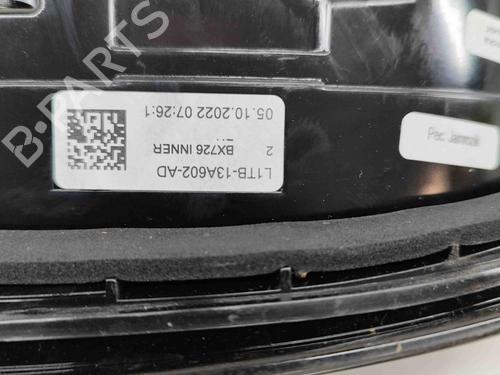 L1TB-13A602-AD
BX726 INNER 2
05.10.2022 07:26:1
B-Parts